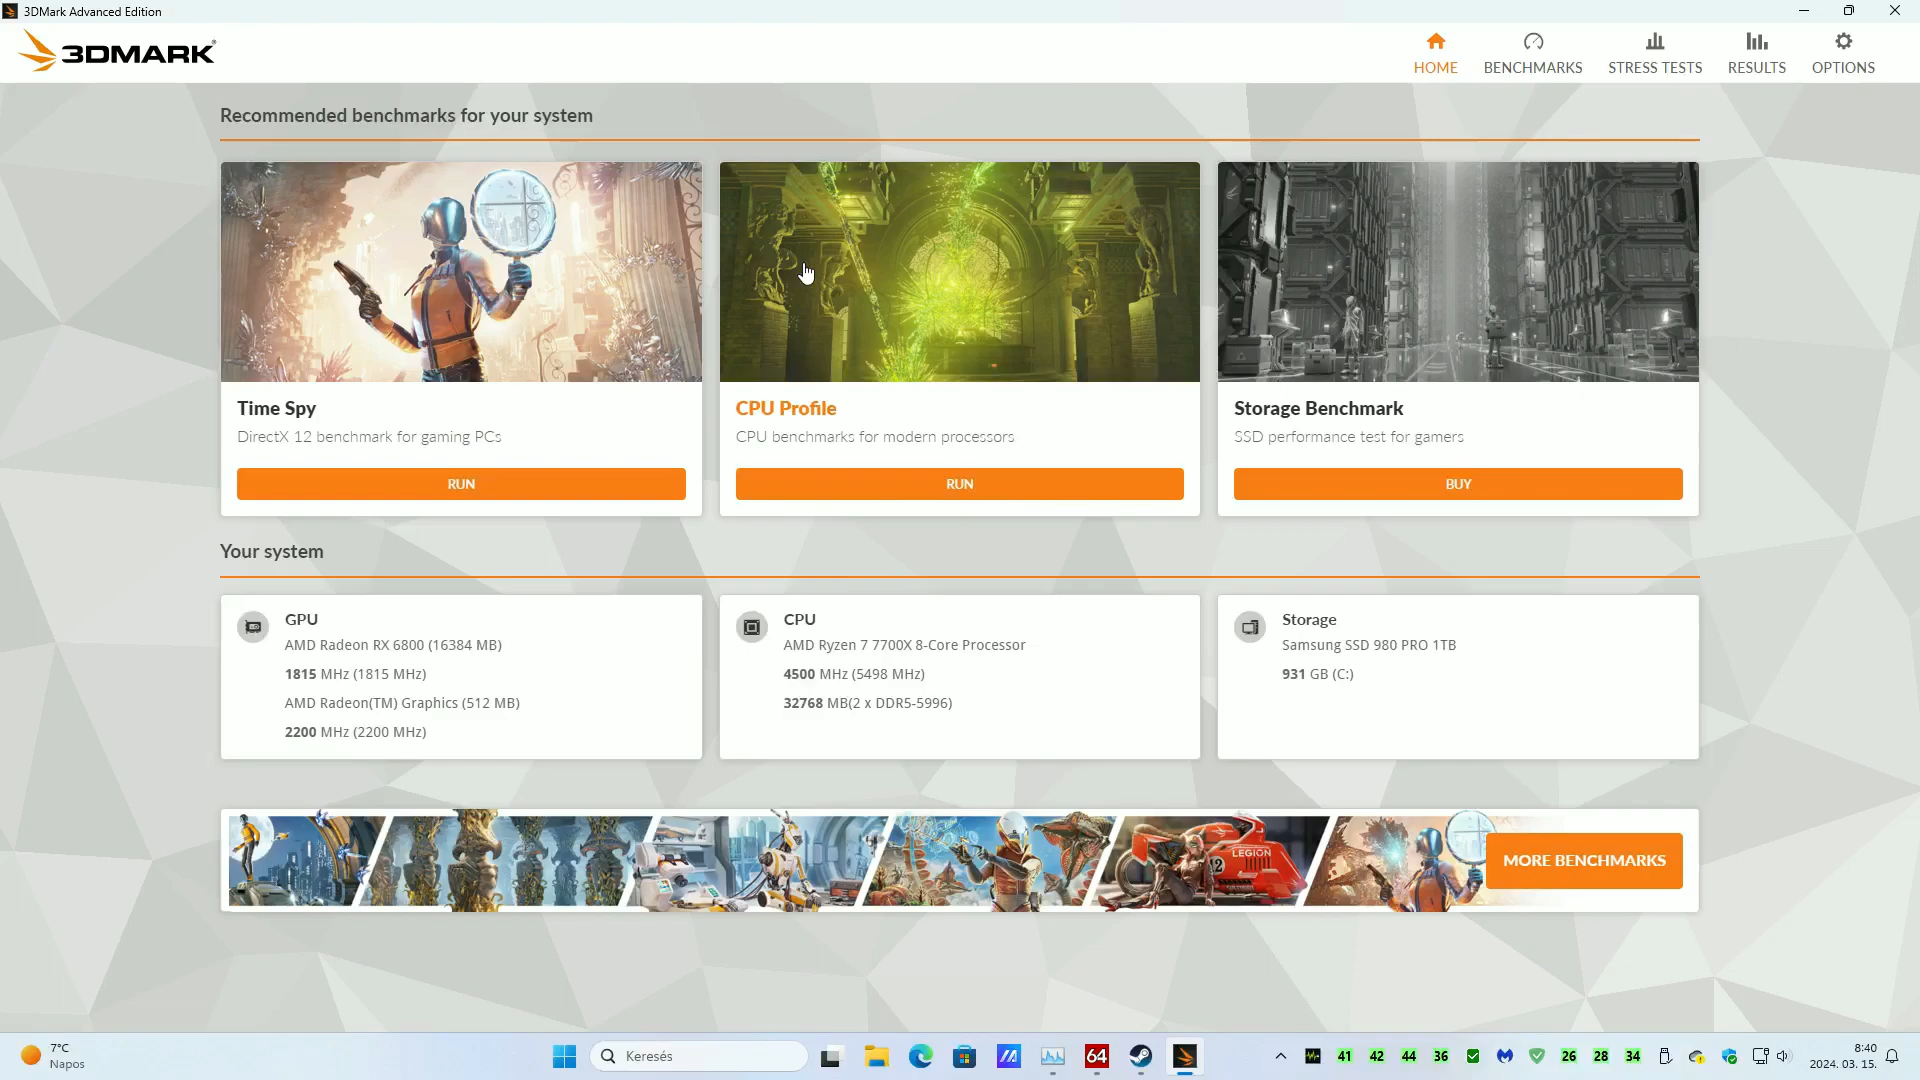 3DMark Advanced Edition
3DMARK
HOME
BENCHMARKS
STRESS TESTS
RESULTS
OPTIONS
Recommended benchmarks for your system
Time Spy
DirectX 12 benchmark for gaming PCs
RUN
CPU Profile
CPU benchmarks for modern processors
RUN
Storage Benchmark
SSD performance test for gamers
BUY
Your system
GPU
AMD Radeon RX 6800 (16384 MB)
1815 MHz (1815 MHz)
AMD Radeon(TM) Graphics (512 MB)
2200 MHz (2200 MHz)
CPU
AMD Ryzen 7 7700X 8-Core Processor
4500 MHz (5498 MHz)
32768 MB(2 x DDR5-5996)
Storage
Samsung SSD 980 PRO 1TB
931 GB (C:)
LEGION
12
MORE BENCHMARKS
7°C
Napos
Keresés
64
41
42
44
36
26
28
34
8:40
2024. 03. 15.